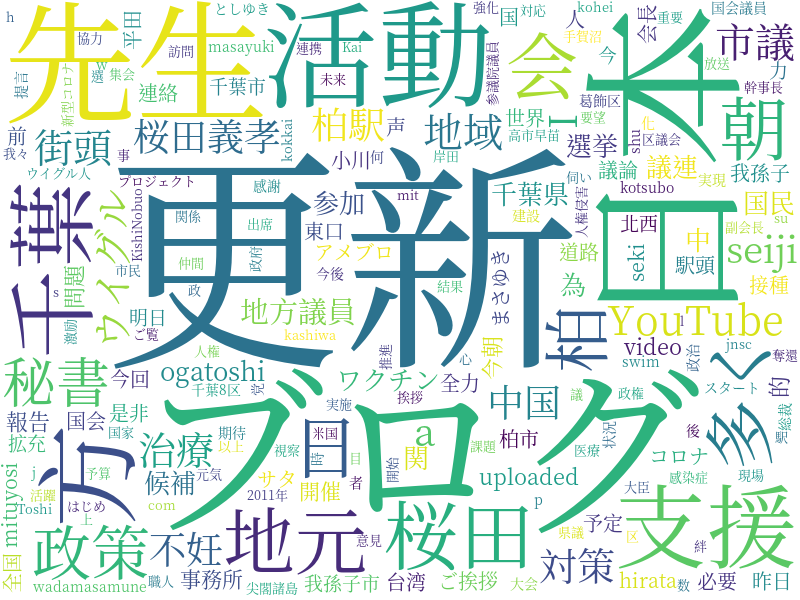 先生
活動
会
本
市議
会長
国
人
対応
kohei
重要
国会議員
手賀沼
今
力
放送
幹事長
朝
日
葛飾区
要望
化
区議会
選挙
議連
我孫子
世界
高市早苗
shu
議論
声
地域
柏駅
桜田義孝
街頭
としゆき
masayuki
Kai
強化
協力
訪問
連携
参議院議員
未来
千葉市
連絡
平田
h
w
提言
新型コロナ
選
集会
前
我々
事
何
小川
岸田
伺い
kotsubo
実現
国民
副会長
su
北西
人権侵害
千葉県
seki
駅頭
中
seiji
道路
為
接種
建設
mit
まさゆき
東口
参加
感謝
kokkai
プロジェクト
ウイグル人
関係
出席
政府
アメブロ
今後
結果
仲間
政
KishiNobuo
千葉
ウイグル
問題
市民
s
激励
ご覧
明日
地方議員
更新
ブログ
今朝
推進
心
柏
YouTube
video
l
jnsc
swim
政治
奪還
スタート
多く
的
総裁
後
現場
感染症
コロナ
状況
政権
議
党
実施
挨拶
kashiwa
人権
千葉8区
ogatoshi
今回
秘書
ワクチン
全力
中国
柏市
a
I
課題
医療
uploaded
p
大臣
支援
桜田
予定
県議
区
絆
必要
昨日
数
hirata
対策
大会
ご挨拶
台湾
我孫子市
尖閣諸島
意見
地元
開始
目
者
時
米国
日
関
開催
サタ
2011年
元気
以上
視察
期待
国家
是非
報告
国会
拡充
治療
候補
方
政策
不妊
事務所
職人
com
予算
j
活躍
はじめ
上
Toshi
mituyosi
全国
wadamasamune